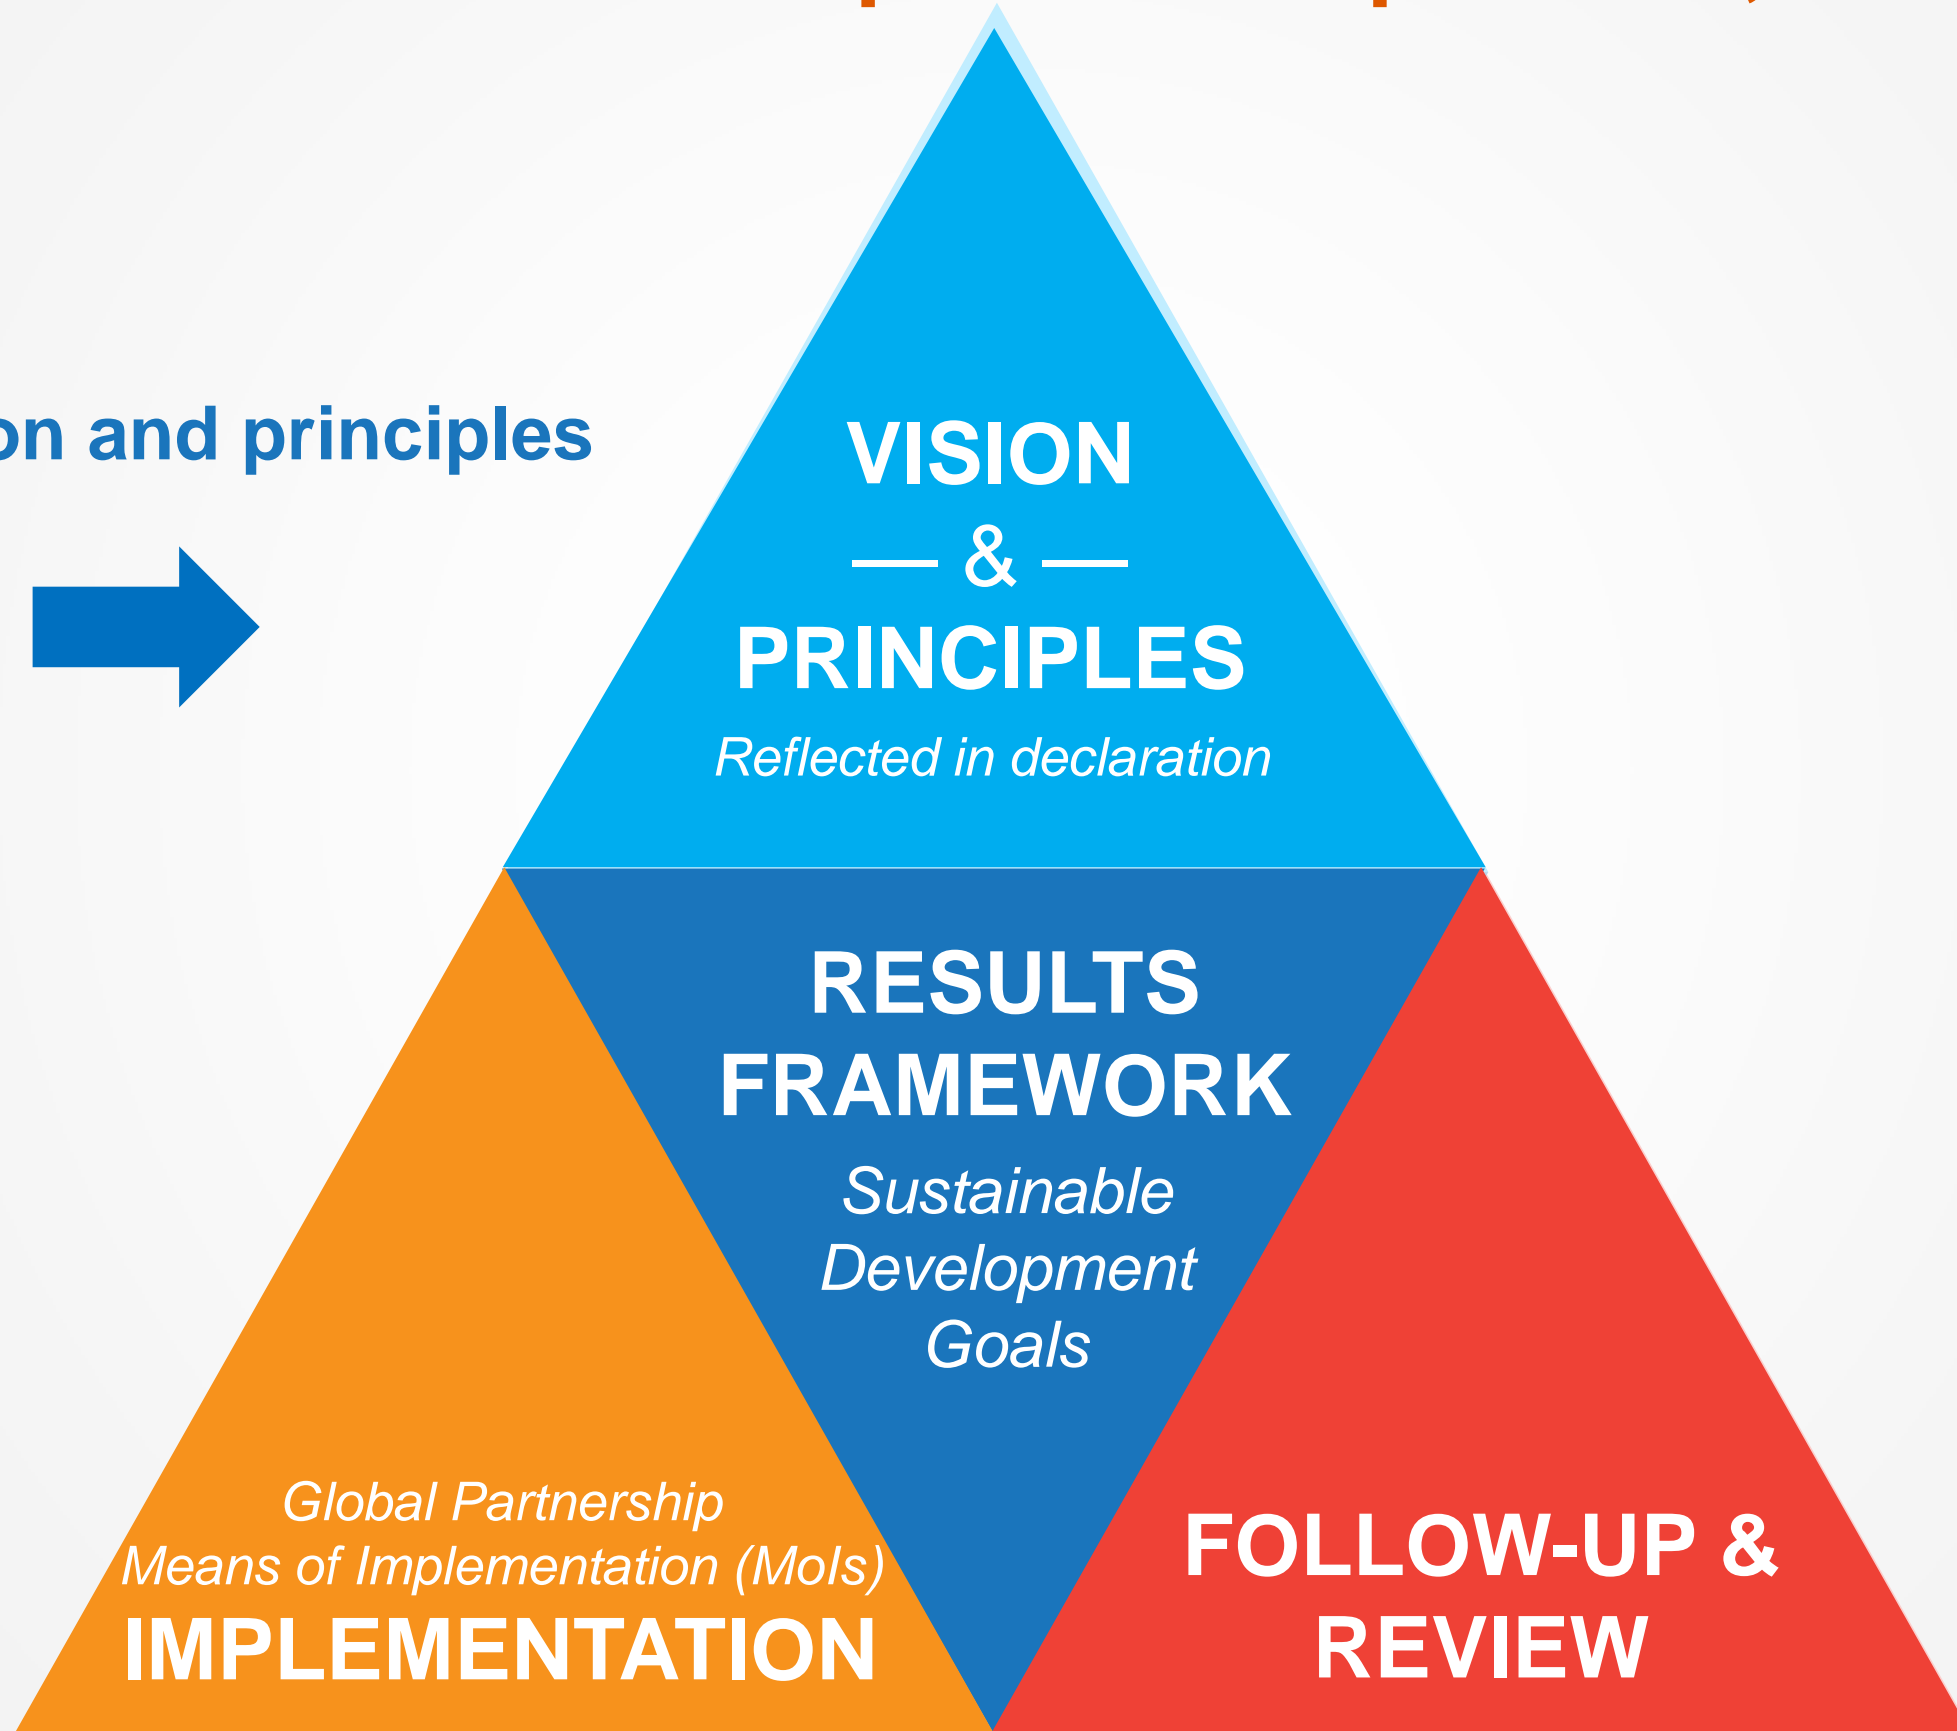 and principles
VISION
&
PRINCIPLES
Reflected in declaration
RESULTS
FRAMEWORK
Sustainable
Development
Goals
Global Partnership
Means of Implementation (MoIs)
IMPLEMENTATION
FOLLOW-UP &
REVIEW